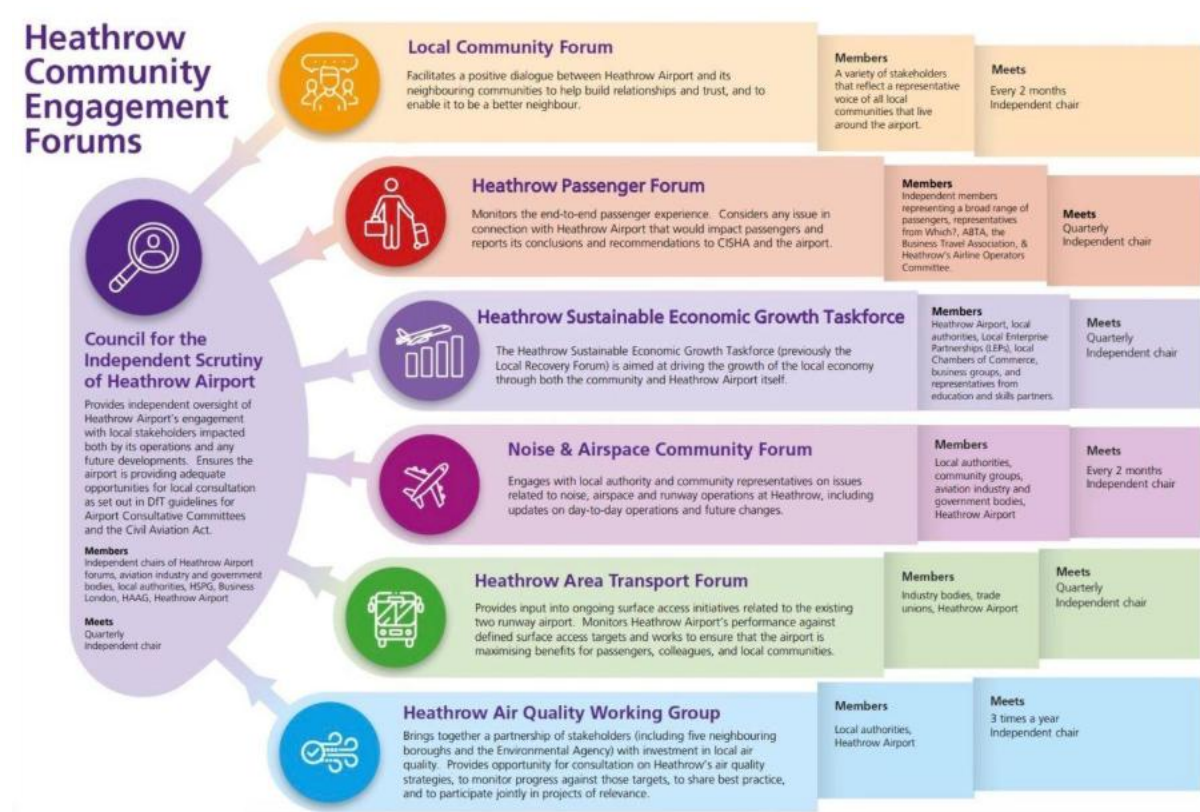 Heathrow
Community
Engagement
Forums
Council for the
Independent Scrutiny
of Heathrow Airport
Provides independent oversight of
Heathrow Airport's engagement
with local stakeholders impacted
both by its operations and any
future developments. Ensures the
airport is providing adequate
opportunities for local consultation
as set out in DfT guidelines for
Airport Consultative Committees
and the Civil Aviation Act.
Members
Independent chairs of Heathrow Airport
forums, aviation industry and government
bodies, local authorities, HSPG, Business
London, HAAG, Heathrow Airport
Meets
Quarterly
Independent chair
Local Community Forum
Facilitates a positive dialogue between Heathrow Airport and its
neighbouring communities to help build relationships and trust, and to
enable it to be a better neighbour.
Members
A variety of stakeholders
that reflect a representative
voice of all local
communities that live
around the airport.
Meets
Every 2 months
Independent chair
Heathrow Passenger Forum
Monitors the end-to-end passenger experience. Considers any issue in
connection with Heathrow Airport that would impact passengers and
reports its conclusions and recommendations to CISHA and the airport.
Members
Independent members
representing a broad range of
passengers, representatives
from Which?, ABTA, the
Business Travel Association, &
Heathrow's Airline Operators
Committee.
Meets
Quarterly
Independent chair
Heathrow Sustainable Economic Growth Taskforce
The Heathrow Sustainable Economic Growth Taskforce (previously the
Local Recovery Forum) is aimed at driving the growth of the local economy
through both the community and Heathrow Airport itself.
Members
Heathrow Airport, local
authorities, Local Enterprise
Partnerships (LEPs), local
Chambers of Commerce,
business groups, and
representatives from
education and skills partners.
Meets
Quarterly
Independent chair
Noise & Airspace Community Forum
Engages with local authority and community representatives on issues
related to noise, airspace and runway operations at Heathrow, including
updates on day-to-day operations and future changes.
Members
Local authorities,
community groups,
aviation industry and
government bodies,
Heathrow Airport
Meets
Every 2 months
Independent chair
Heathrow Area Transport Forum
Provides input into ongoing surface access initiatives related to the existing
two runway airport. Monitors Heathrow Airport's performance against
defined surface access targets and works to ensure that the airport is
maximising benefits for passengers, colleagues, and local communities.
Members
Industry bodies, trade
unions, Heathrow Airport
Meets
Quarterly
Independent chair
Heathrow Air Quality Working Group
Brings together a partnership of stakeholders (including five neighbouring
boroughs and the Environmental Agency) with investment in local air
quality. Provides opportunity for consultation on Heathrow's air quality
strategies, to monitor progress against those targets, to share best practice,
and to participate jointly in projects of relevance.
Members
Local authorities,
Heathrow Airport
Meets
3 times a year
Independent chair